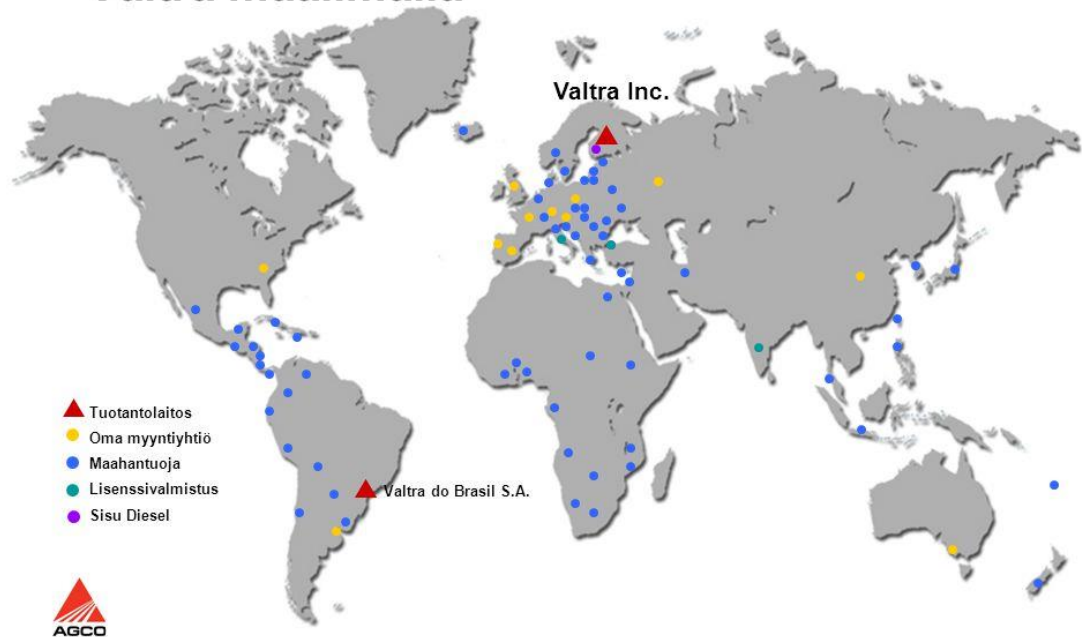 Valtra Inc.
Tuotantolaitos
Oma myyntiyhtiö
Maahantuoja
Lisenssivalmistus
Sisu Diesel
Valtra do Brasil S.A.
AGCO